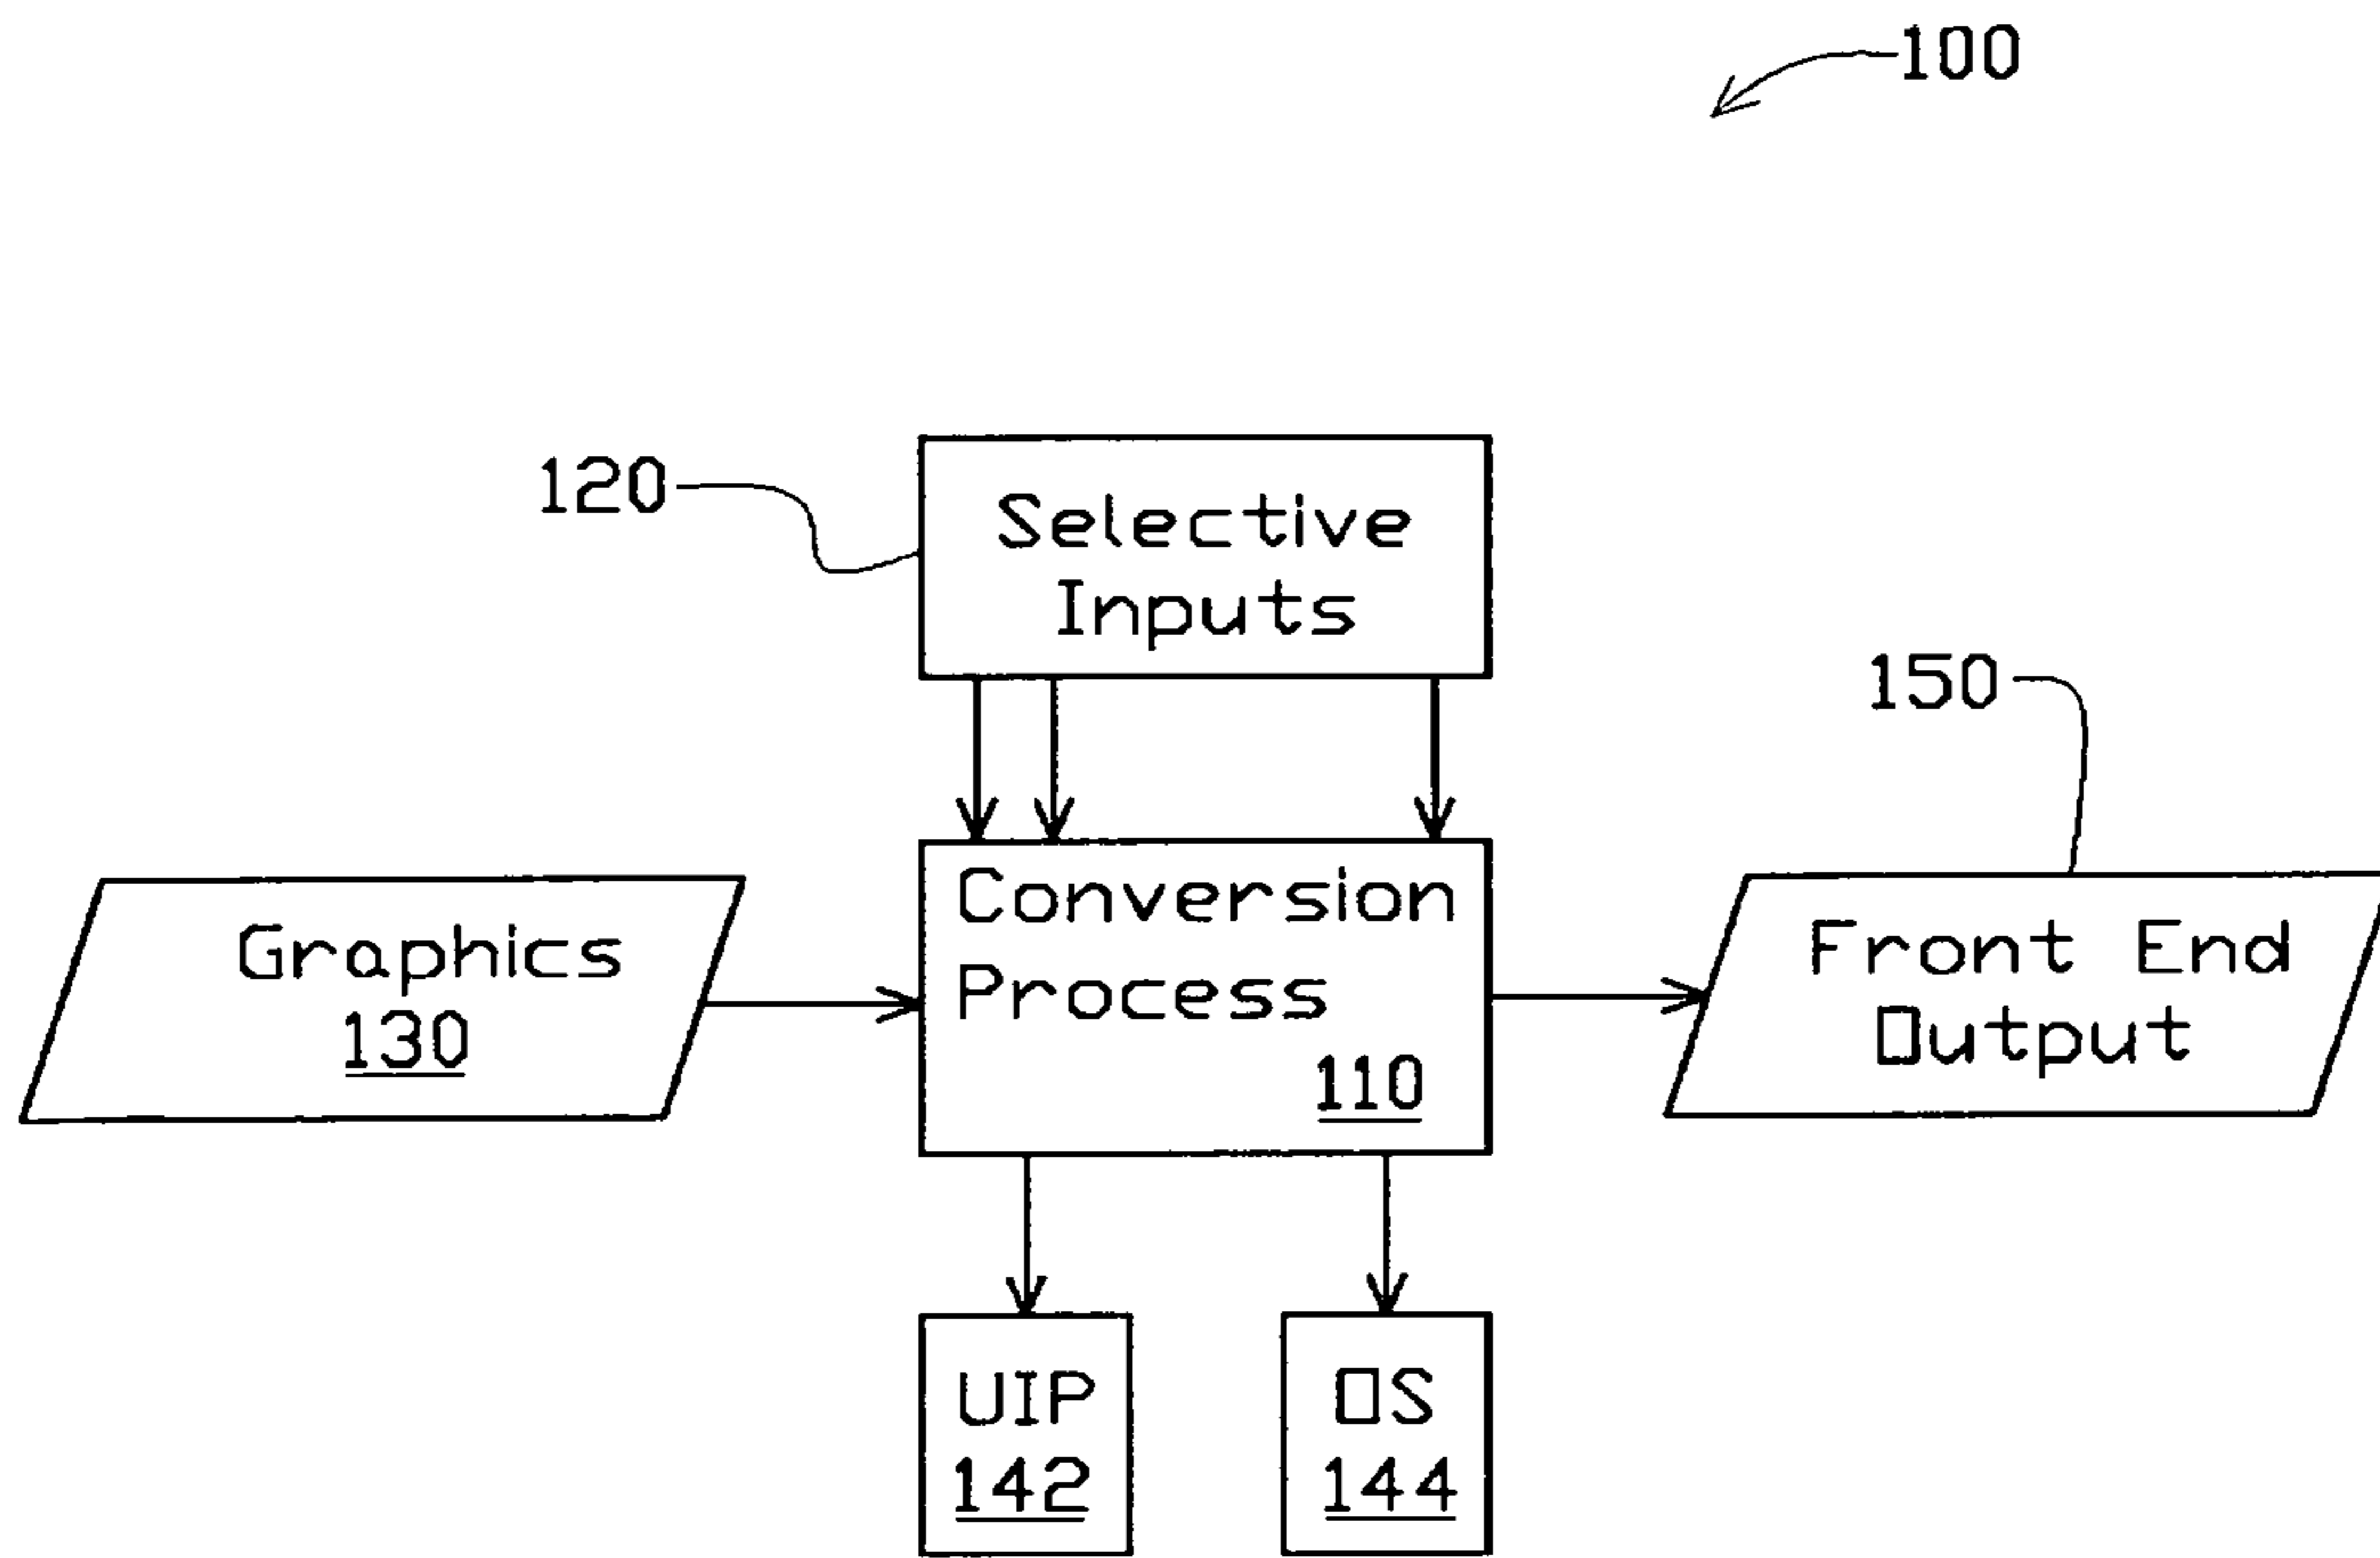 100
120
Selective
Inputs
150
Graphics
130
Conversion
Process
110
Front End
Output
UIP
142
OS
144